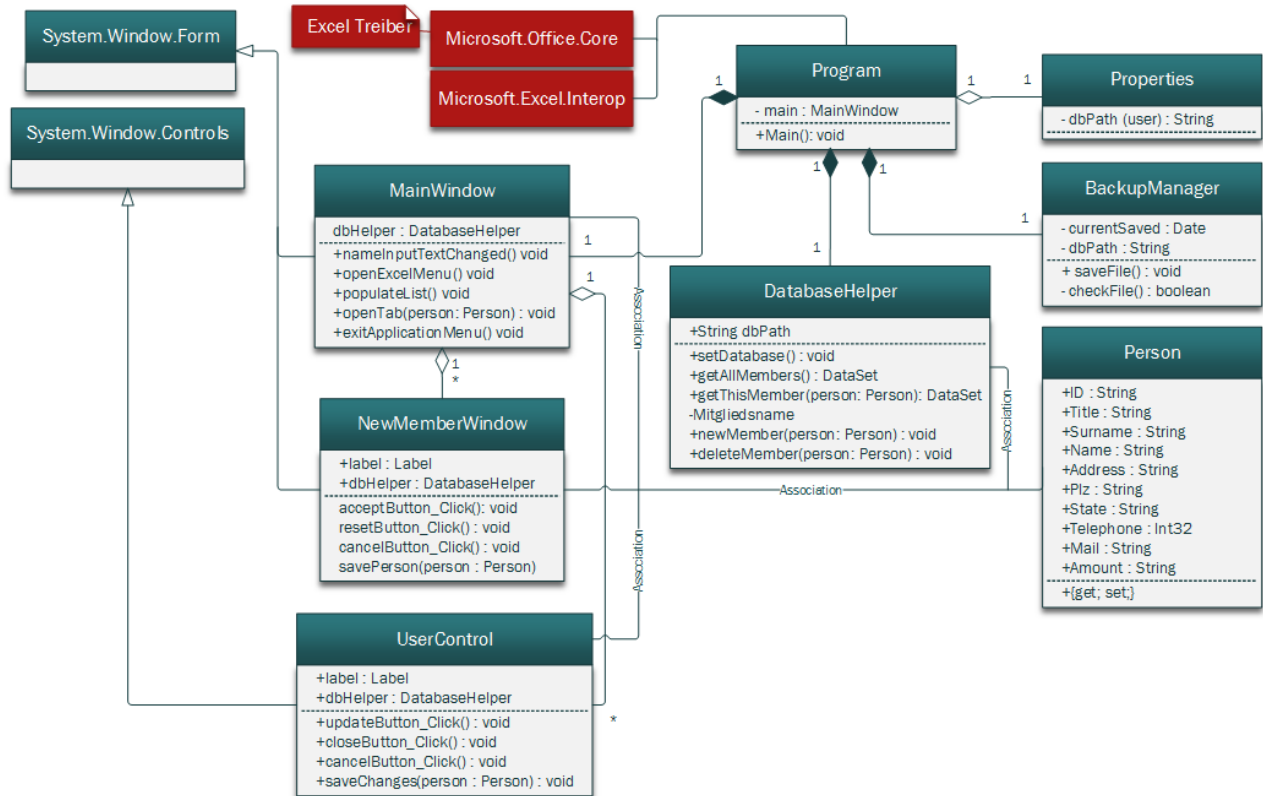 System.Window.Form
System.Window.Controls
Excel Treiber
Microsoft.Office.Core
Microsoft.Excel.Interop
Program
- main : MainWindow
+Main(): void
1
1
1
1
Properties
- dbPath (user) : String
1
1
1
1
BackupManager
- currentSaved : Date
- dbPath : String
+ saveFile() : void
- checkFile() : boolean
MainWindow
dbHelper : DatabaseHelper
+nameInputTextChanged() void
+openExcelMenu() void
+populateList() void
+openTab(person: Person) : void
+exitApplicationMenu() void
1
1
1
*
Association
DatabaseHelper
+String dbPath
+setDatabase() : void
+getAllMembers() : DataSet
+getThisMember(person: Person): DataSet
-Mitgliedsname
+newMember(person: Person) : void
+deleteMember(person: Person) : void
Association
Person
+ID : String
+Title : String
+Surname : String
+Name : String
+Address : String
+Plz : String
+State : String
+Telephone : Int32
+Mail : String
+Amount : String
+{get; set;}
NewMemberWindow
+label : Label
+dbHelper : DatabaseHelper
acceptButton_Click(): void
resetButton_Click() : void
cancelButton_Click() : void
savePerson(person : Person)
Association
Association
UserControl
+label : Label
+dbHelper : DatabaseHelper
+updateButton_Click() : void
+closeButton_Click() : void
+cancelButton_Click() : void
+saveChanges(person : Person) : void
*